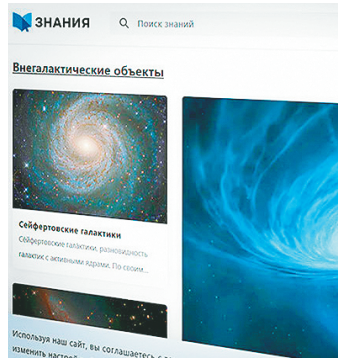 ЗНАНИЯ
Поиск знаний
Внегалактические объекты
Сейфертовские галактики
Сейфертовские галактики, разновидность
галактик с активными ядрами. По своим...
Используя наш сайт, вы соглашаетесь с
изменить настрой